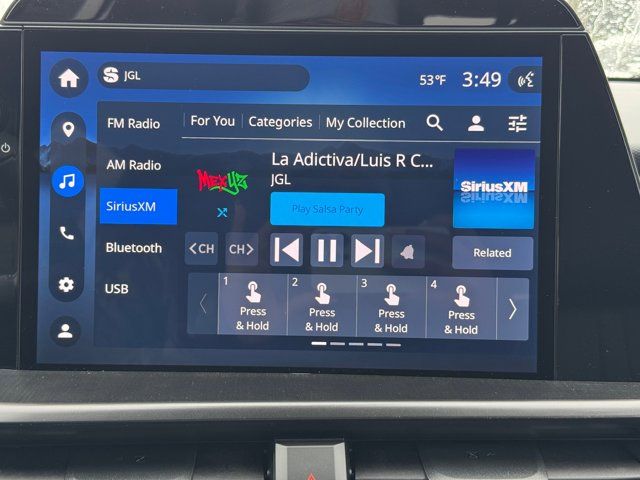 JGL
53°F 3:49
FM Radio
AM Radio
SiriusXM
Bluetooth
USB
For You
Categories
My Collection
MEXYZ
La Adictiva/Luis R C...
JGL
Play Salsa Party
SiriusXM
CH
CH
Related
1
Press
& Hold
2
Press
& Hold
3
Press
& Hold
4
Press
& Hold